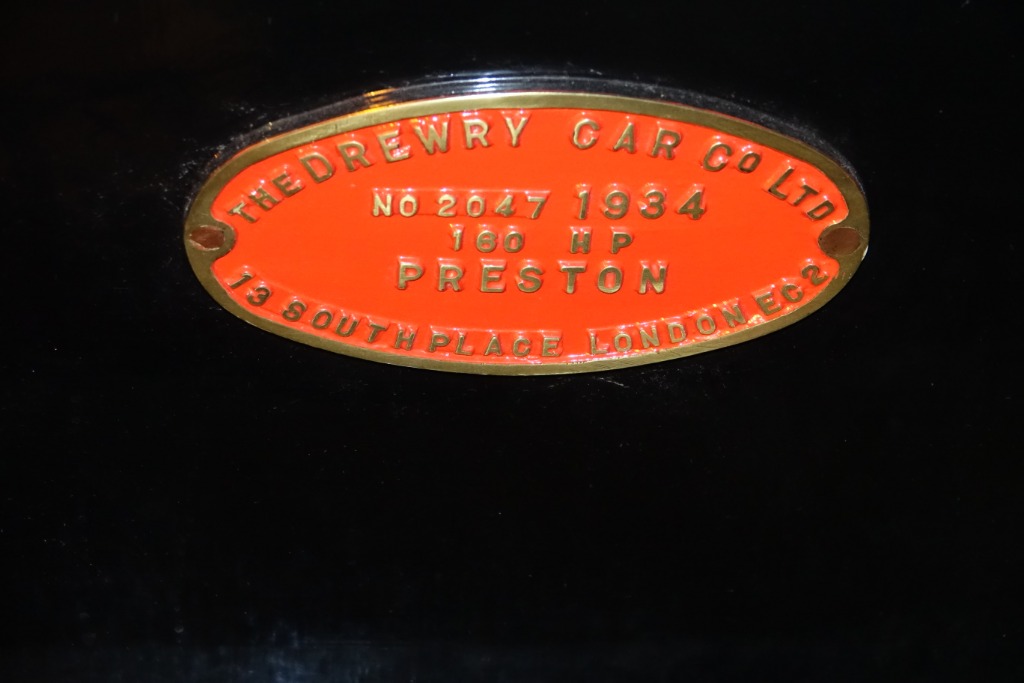 THE DREWRY CAR CO LTD
NO 2047 1934
160 HP
PRESTON
13 SOUTH PLACE LONDON EC2